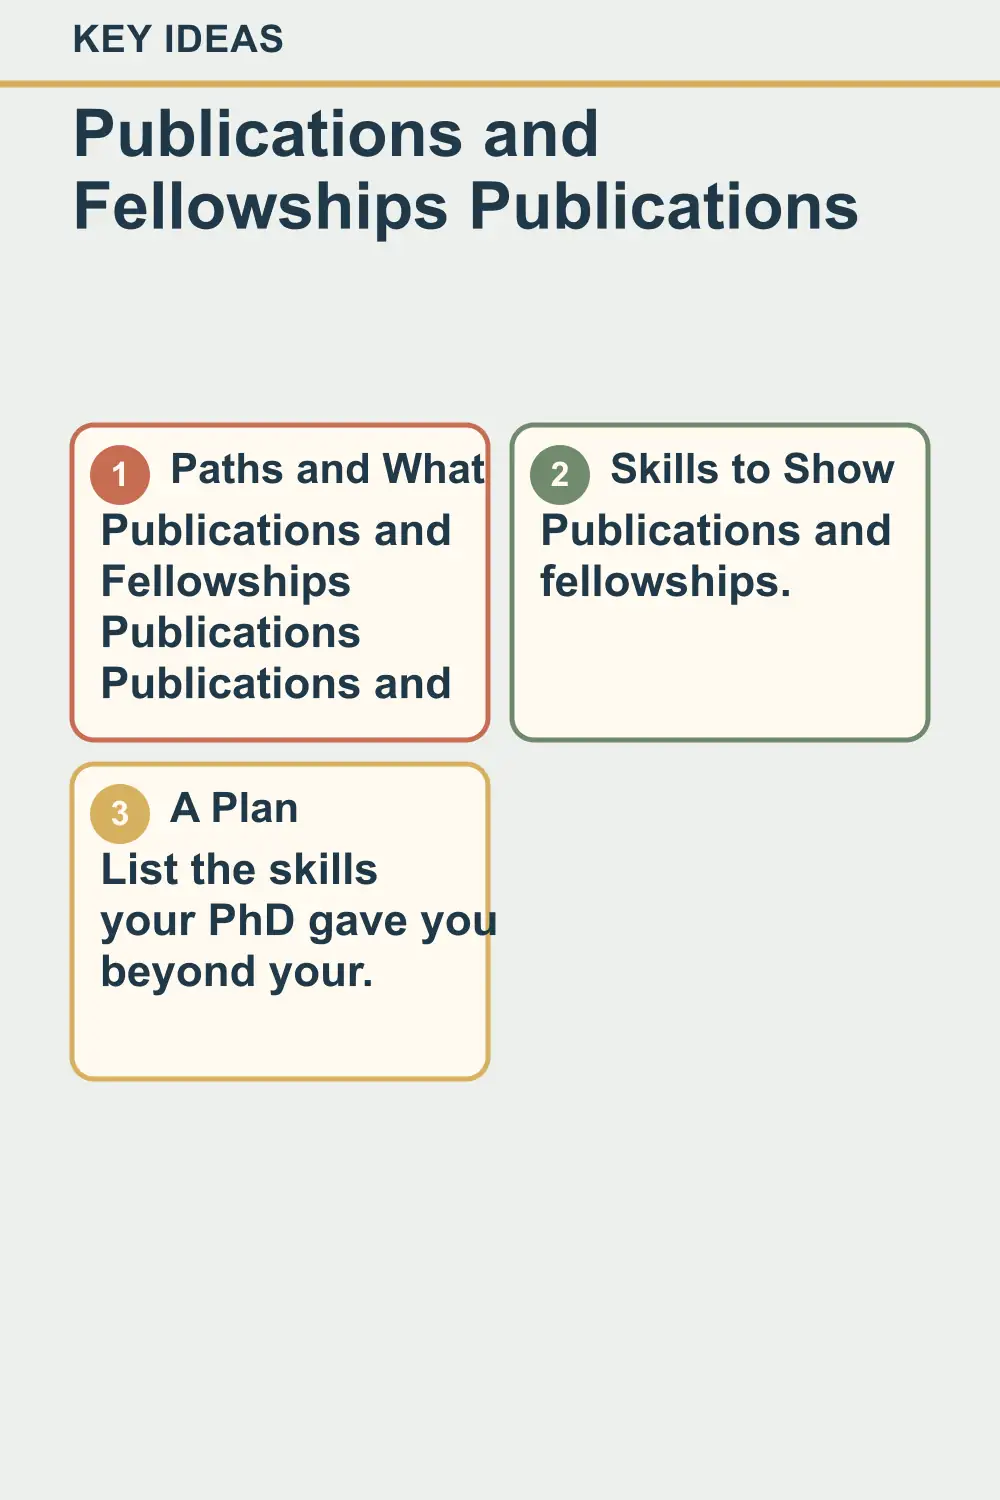 KEY IDEAS
Publications and
Fellowships Publications
1 Paths and What
Publications and
Fellowships
Publications
Publications and
2 Skills to Show
Publications and
fellowships.
3 A Plan
List the skills
your PhD gave you
beyond your.